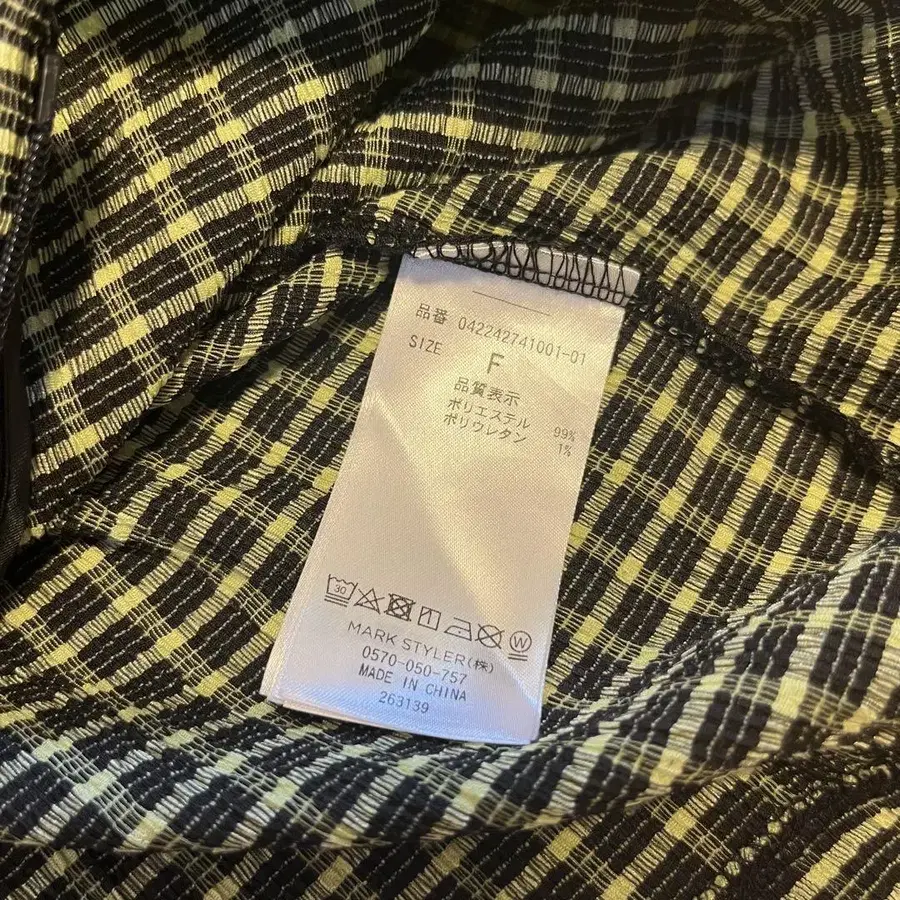 品番 042242741001-01
SIZE F
品質表示
ポリエステル 99%
ポリウレタン 1%
30
W
MARK STYLER(株)
0570-050-757
MADE IN CHINA
263139